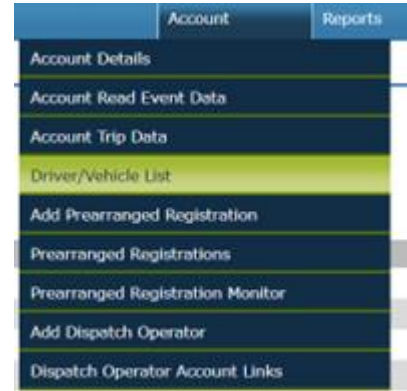 Account Reports
Account Details
Account Read Event Data
Account Trip Data
Driver/Vehicle List
Add Prearranged Registration
Prearranged Registrations
Prearranged Registration Monitor
Add Dispatch Operator
Dispatch Operator Account Links